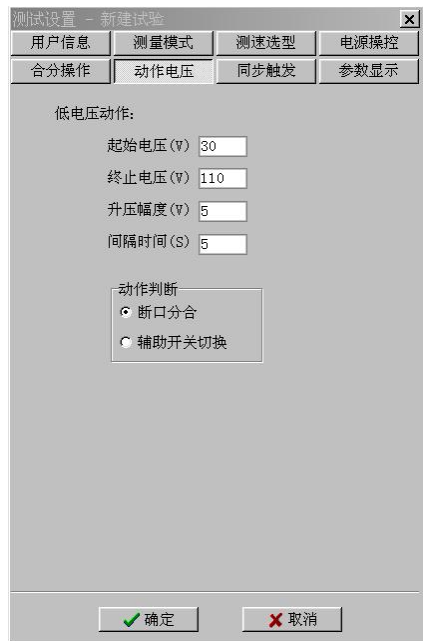 测试设置 - 新建试验
用户信息 测量模式 测速选型 电源操控
合分操作 动作电压 同步触发 参数显示
低电压动作:
起始电压(V) 30
终止电压(V) 110
升压幅度(V) 5
间隔时间(S) 5
动作判断
断口分合
辅助开关切换
确定 取消